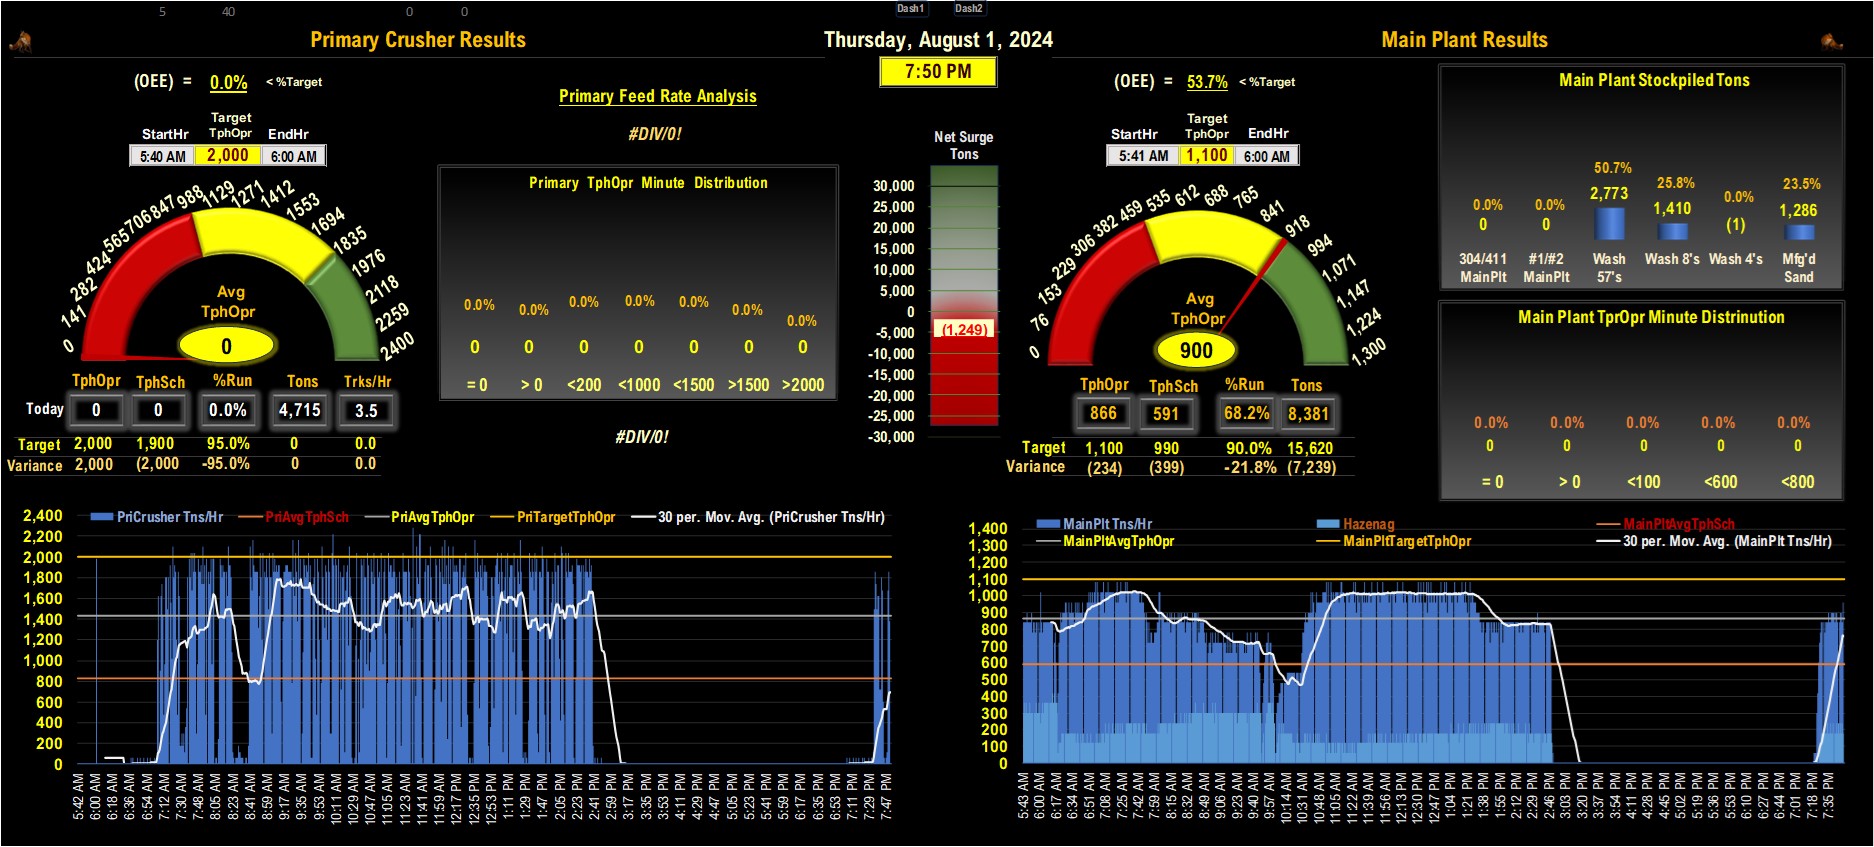 5 40 0 0 Dash1 Dash2
Primary Crusher Results
Thursday, August 1, 2024
Main Plant Results
7:50 PM
(OEE) = 0.0% < %Target
Target
StartHr TphOpr EndHr
5:40 AM 2,000 6:00 AM
0 141 282 424 565 706 847 988 1129 1271 1412 1553 1694 1835 1976 2118 2259 2400
Avg
TphOpr
0
TphOpr TphSch %Run Tons Trks/Hr
Today 0 0 0.0% 4,715 3.5
Target 2,000 1,900 95.0% 0 0.0
Variance 2,000 (2,000 -95.0% 0 0.0
Primary Feed Rate Analysis
#DIV/0!
Primary TphOpr Minute Distribution
0.0% 0.0% 0.0% 0.0% 0.0% 0.0% 0.0%
0 0 0 0 0 0 0
= 0 > 0 <200 <1000 <1500 >1500 >2000
#DIV/0!
Net Surge
Tons
30,000
25,000
20,000
15,000
10,000
5,000
0
-5,000
-10,000
-15,000
-20,000
-25,000
-30,000
(1,249)
(OEE) = 53.7% < %Target
Target
StartHr TphOpr EndHr
5:41 AM 1,100 6:00 AM
0 76 153 229 306 382 459 535 612 688 765 841 918 994 1,071 1,147 1,224 1,300
Avg
TphOpr
900
TphOpr TphSch %Run Tons
866 591 68.2% 8,381
Target 1,100 990 90.0% 15,620
Variance (234) (399) -21.8% (7,239)
Main Plant Stockpiled Tons
0.0% 0.0% 50.7% 25.8% 0.0% 23.5%
0 0 2,773 1,410 (1) 1,286
304/411 #1/#2 Wash Wash 8's Wash 4's Mfg'd
MainPlt MainPlt 57's Sand
Main Plant TprOpr Minute Distrinution
0.0% 0.0% 0.0% 0.0% 0.0%
0 0 0 0 0
= 0 > 0 <100 <600 <800
PriCrusher Tns/Hr PriAvgTphSch PriAvgTphOpr PriTargetTphOpr 30 per. Mov. Avg. (PriCrusher Tns/Hr)
2,400
2,200
2,000
1,800
1,600
1,400
1,200
1,000
800
600
400
200
0
5:42 AM 6:00 AM 6:18 AM 6:36 AM 6:54 AM 7:12 AM 7:30 AM 7:48 AM 8:05 AM 8:23 AM 8:41 AM 8:59 AM 9:17 AM 9:35 AM 9:53 AM 10:11 AM 10:29 AM 10:47 AM 11:05 AM 11:23 AM 11:41 AM 11:59 AM 12:17 PM 12:35 PM 12:53 PM 1:11 PM 1:29 PM 1:47 PM 2:05 PM 2:23 PM 2:41 PM 2:59 PM 3:17 PM 3:35 PM 3:53 PM 4:11 PM 4:29 PM 4:47 PM 5:05 PM 5:23 PM 5:41 PM 5:59 PM 6:17 PM 6:35 PM 6:53 PM 7:11 PM 7:29 PM 7:47 PM
MainPlt Tns/Hr Hazenag MainPltAvgTphSch
MainPltAvgTphOpr MainPltTargetTphOpr 30 per. Mov. Avg. (MainPlt Tns/Hr)
1,400
1,300
1,200
1,100
1,000
900
800
700
600
500
400
300
200
100
0
5:43 AM 6:00 AM 6:17 AM 6:34 AM 6:51 AM 7:08 AM 7:25 AM 7:42 AM 7:59 AM 8:15 AM 8:32 AM 8:49 AM 9:06 AM 9:23 AM 9:40 AM 9:57 AM 10:14 AM 10:31 AM 10:48 AM 11:05 AM 11:22 AM 11:39 AM 11:56 AM 12:13 PM 12:30 PM 12:47 PM 1:04 PM 1:21 PM 1:38 PM 1:55 PM 2:12 PM 2:29 PM 2:46 PM 3:03 PM 3:20 PM 3:37 PM 3:54 PM 4:11 PM 4:28 PM 4:45 PM 5:02 PM 5:19 PM 5:36 PM 5:53 PM 6:10 PM 6:27 PM 6:44 PM 7:01 PM 7:18 PM 7:35 PM